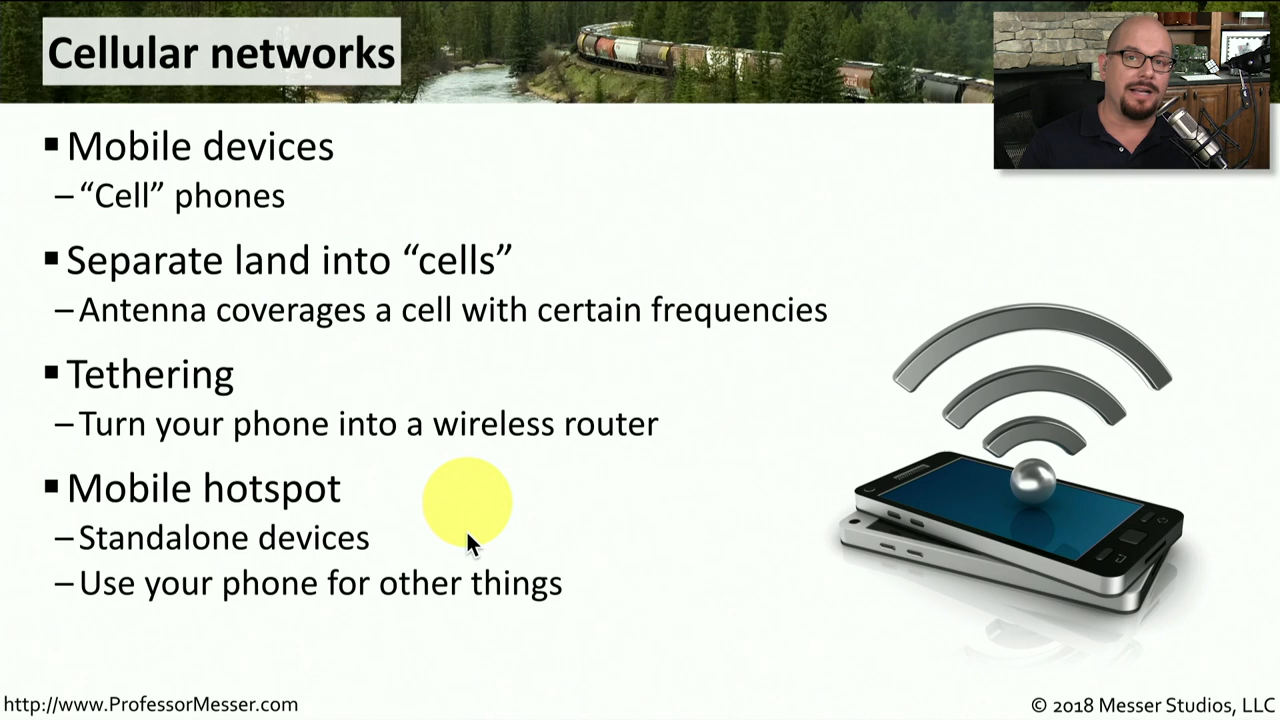 Cellular networks
▪ Mobile devices
– “Cell” phones
▪ Separate land into “cells”
– Antenna coverages a cell with certain frequencies
▪ Tethering
– Turn your phone into a wireless router
▪ Mobile hotspot
– Standalone devices
– Use your phone for other things
http://www.ProfessorMesser.com
© 2018 Messer Studios, LLC